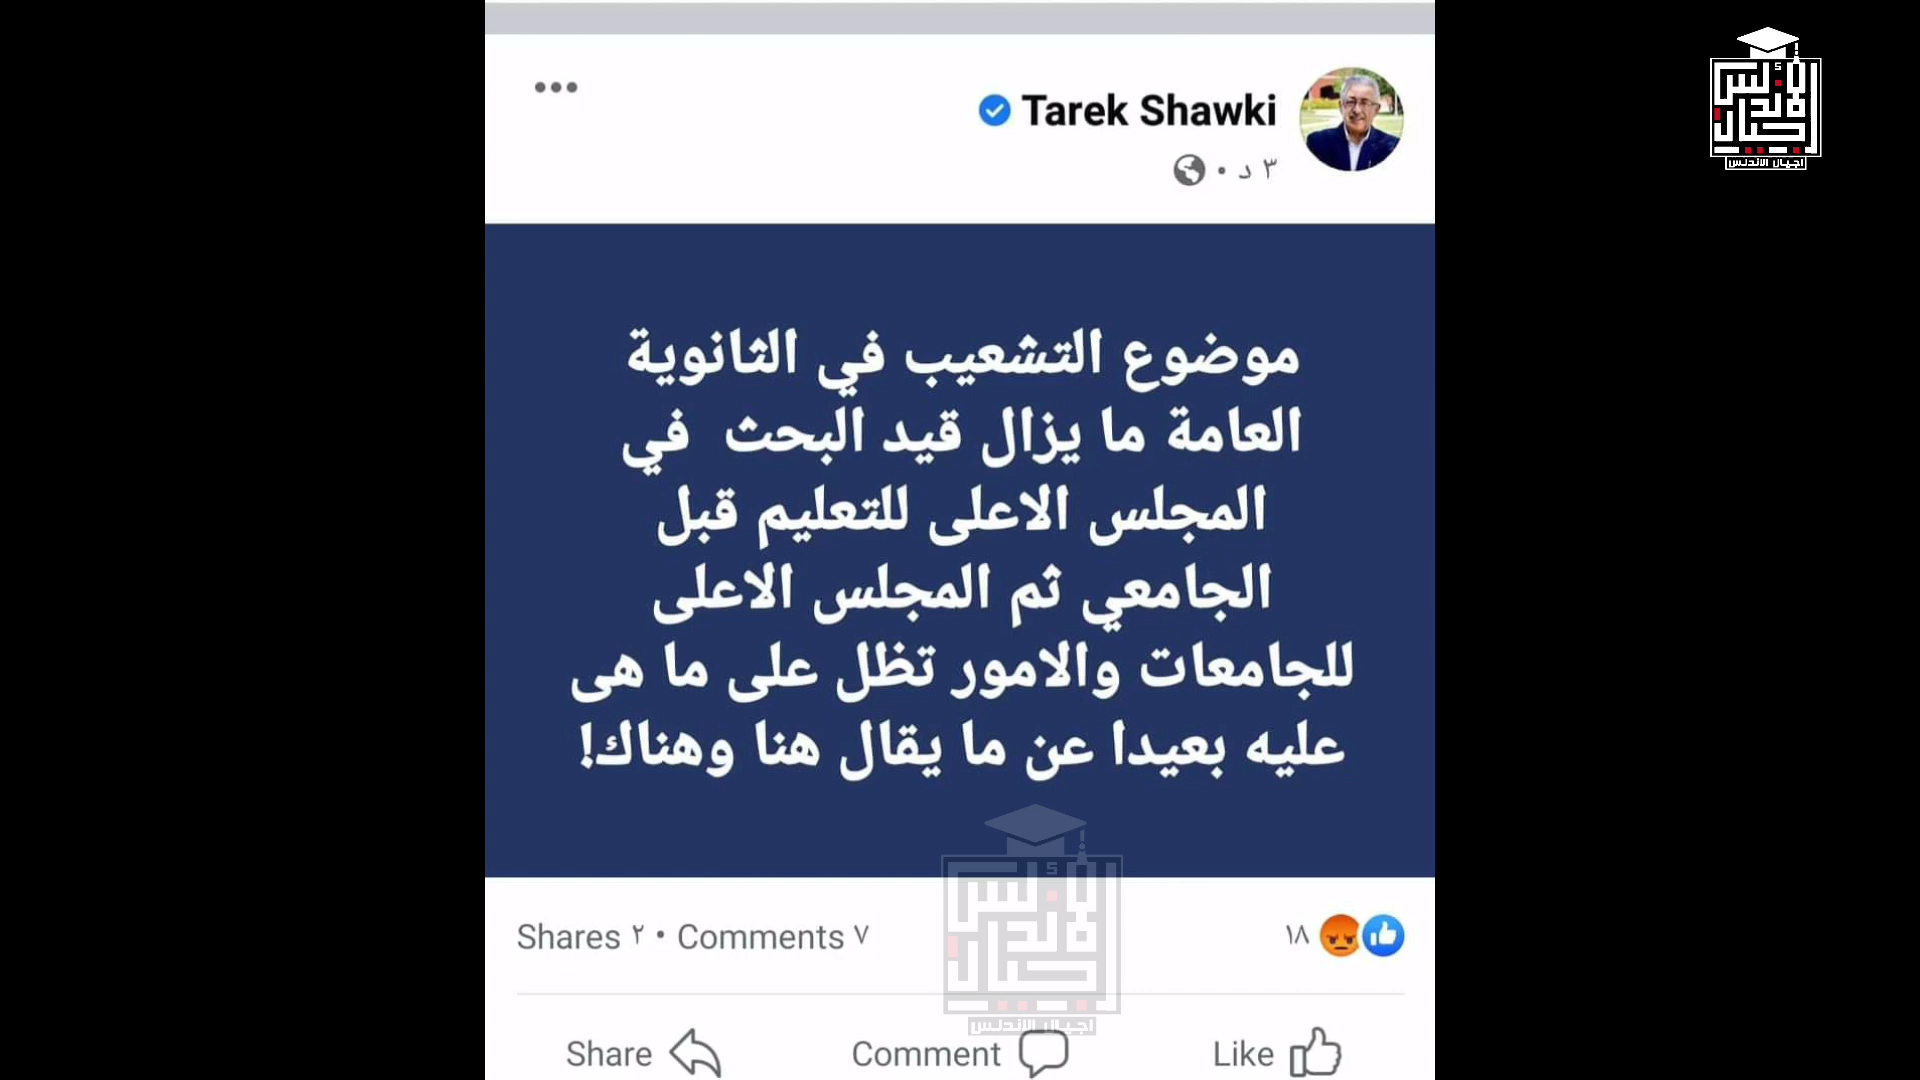 Tarek Shawki
٣ د
موضوع التشعيب في الثانوية
العامة ما يزال قيد البحث في
المجلس الاعلى للتعليم قبل
الجامعي ثم المجلس الاعلى
للجامعات والامور تظل على ما هى
عليه بعيدا عن ما يقال هنا وهناك!
١٨
Comments ٧ • Shares ٢
Like
Comment
Share
اجيال الاندلس
اجيال الاندلس